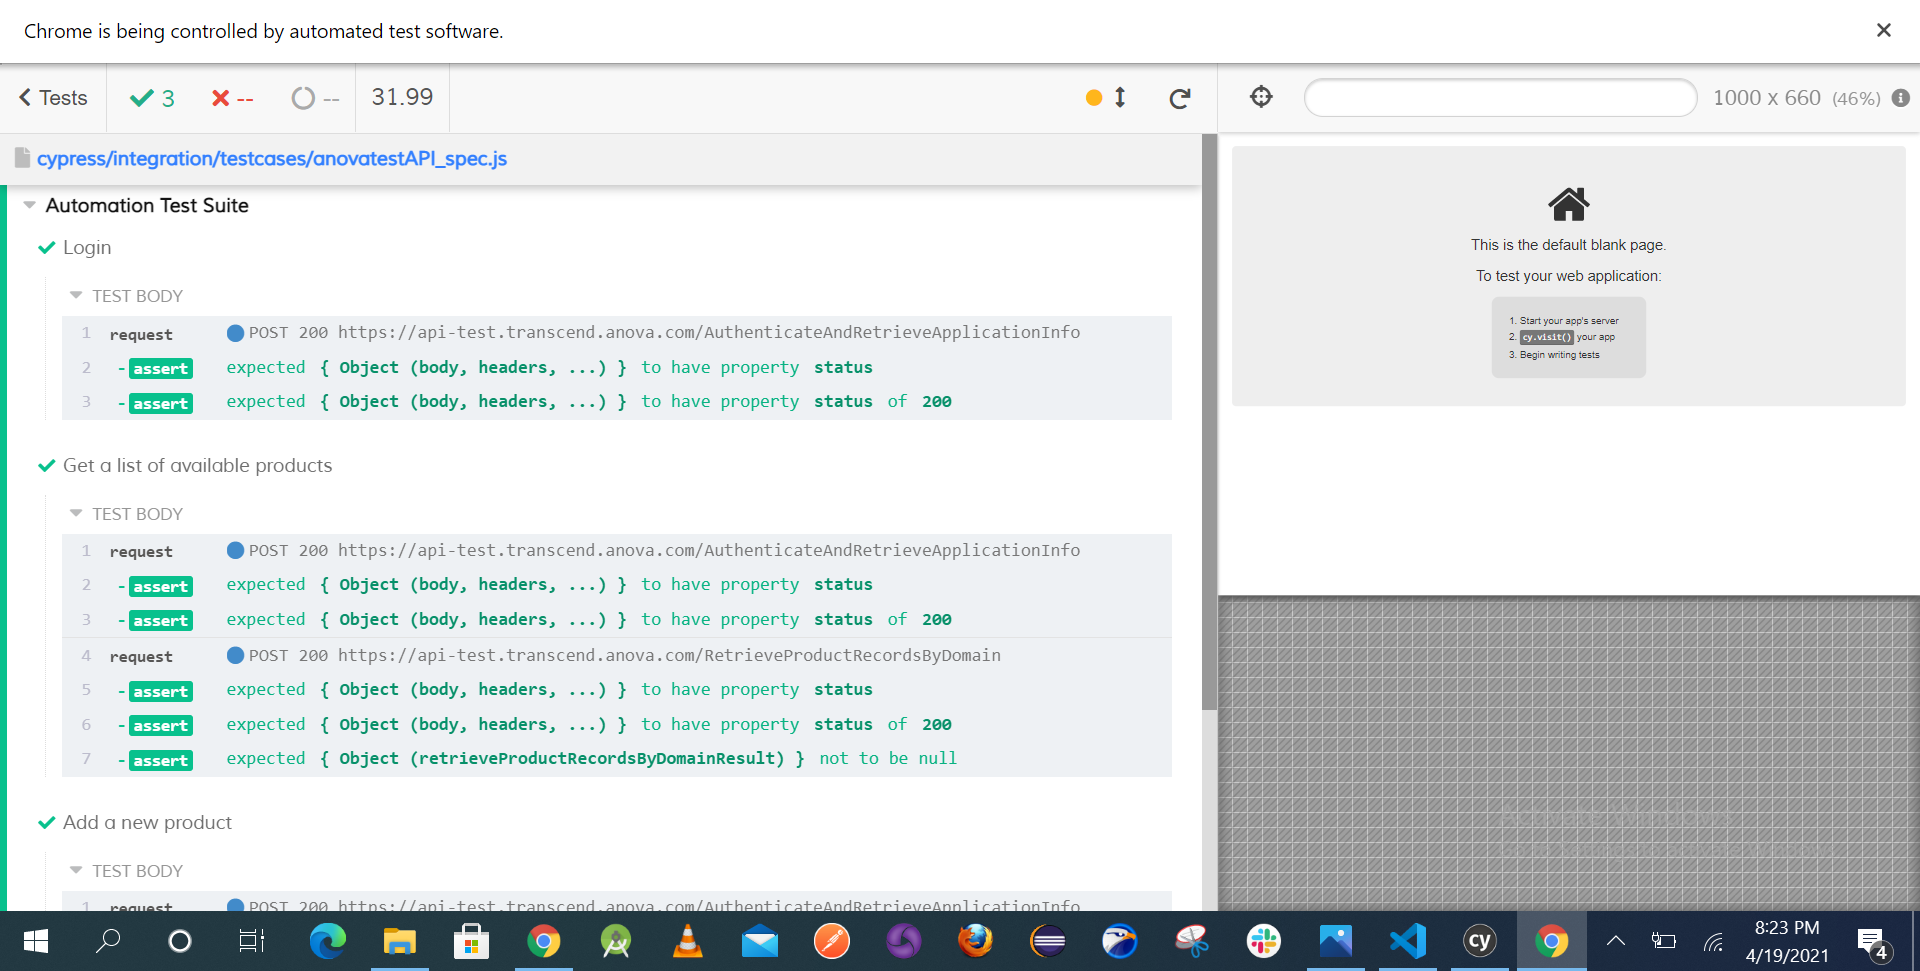 Chrome is being controlled by automated test software.
Tests 3 -- -- 31.99
1000 x 660 (46%)
cypress/integration/testcases/anovatestAPI_spec.js
Automation Test Suite
Login
TEST BODY
1 request POST 200 https://api-test.transcend.anova.com/AuthenticateAndRetrieveApplicationInfo
2 -assert expected { Object (body, headers, ...) } to have property status
3 -assert expected { Object (body, headers, ...) } to have property status of 200
Get a list of available products
TEST BODY
1 request POST 200 https://api-test.transcend.anova.com/AuthenticateAndRetrieveApplicationInfo
2 -assert expected { Object (body, headers, ...) } to have property status
3 -assert expected { Object (body, headers, ...) } to have property status of 200
4 request POST 200 https://api-test.transcend.anova.com/RetrieveProductRecordsByDomain
5 -assert expected { Object (body, headers, ...) } to have property status
6 -assert expected { Object (body, headers, ...) } to have property status of 200
7 -assert expected { Object (retrieveProductRecordsByDomainResult) } not to be null
Add a new product
TEST BODY
1 request POST 200 https://api-test.transcend.anova.com/AuthenticateAndRetrieveApplicationInfo
This is the default blank page.
To test your web application:
1. Start your app's server
2. cy.visit() your app
3. Begin writing tests
Activate Windows
cy
8:23 PM
4/19/2021
4